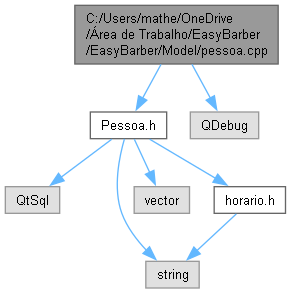 C:/Users/mathe/OneDrive
/Área de Trabalho/EasyBarber
/EasyBarber/Model/pessoa.cpp
Pessoa.h
QDebug
QtSql
vector
horario.h
string